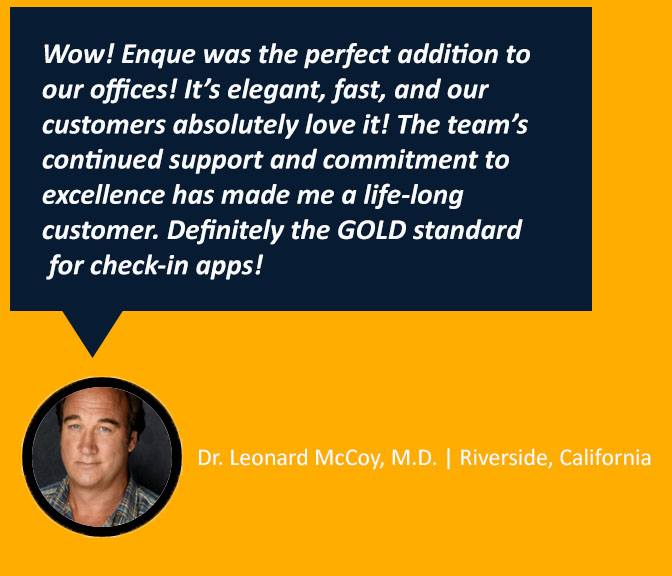 Wow! Enque was the perfect addition to
our offices! It’s elegant, fast, and our
customers absolutely love it! The team’s
continued support and commitment to
excellence has made me a life-long
customer. Definitely the GOLD standard
for check-in apps!
Dr. Leonard McCoy, M.D. | Riverside, California